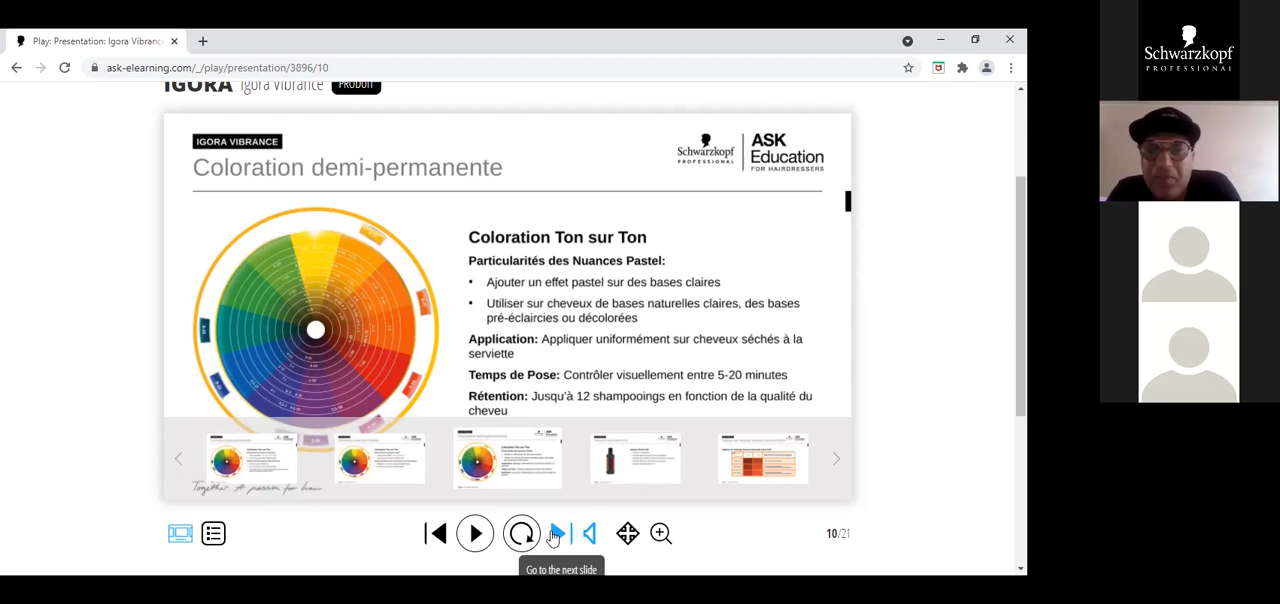 Play: Presentation: Igora Vibranc
ask-elearning.com/_/play/presentation/3896/10
IGORA Igora Vibrance PRODUIT
IGORA VIBRANCE
Coloration demi-permanente
Schwarzkopf
PROFESSIONAL
ASK
Education
FOR HAIRDRESSERS
Coloration Ton sur Ton
Particularités des Nuances Pastel:
• Ajouter un effet pastel sur des bases claires
• Utiliser sur cheveux de bases naturelles claires, des bases
pré-éclaircies ou décolorées
Application: Appliquer uniformément sur cheveux séchés à la
serviette
Temps de Pose: Contrôler visuellement entre 5-20 minutes
Rétention: Jusqu'à 12 shampooings en fonction de la qualité du
cheveu
Together. A passion for hair.
10/21
Go to the next slide
Schwarzkopf
PROFESSIONAL